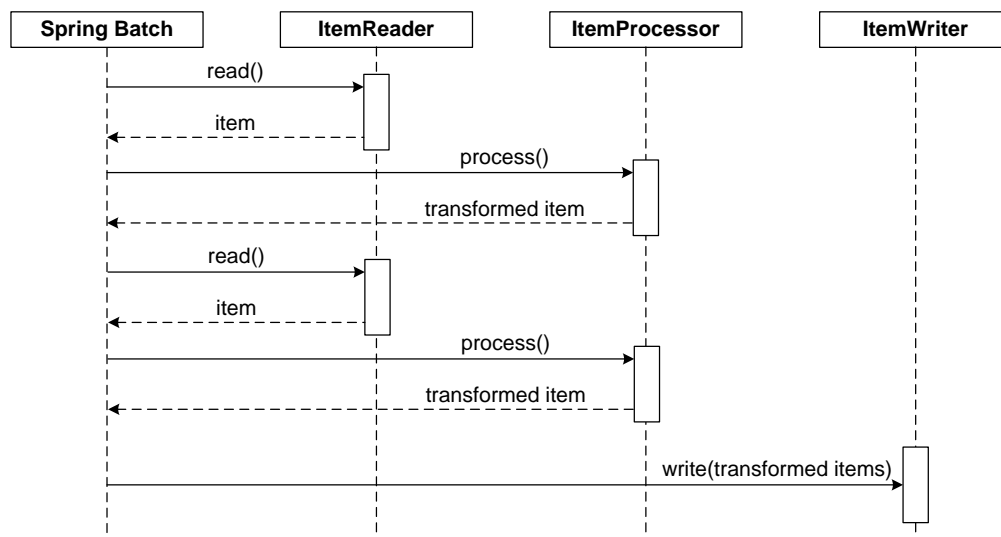 Spring Batch
ItemReader
ItemProcessor
ItemWriter
read()
item
process()
transformed item
read()
item
process()
transformed item
write(transformed items)